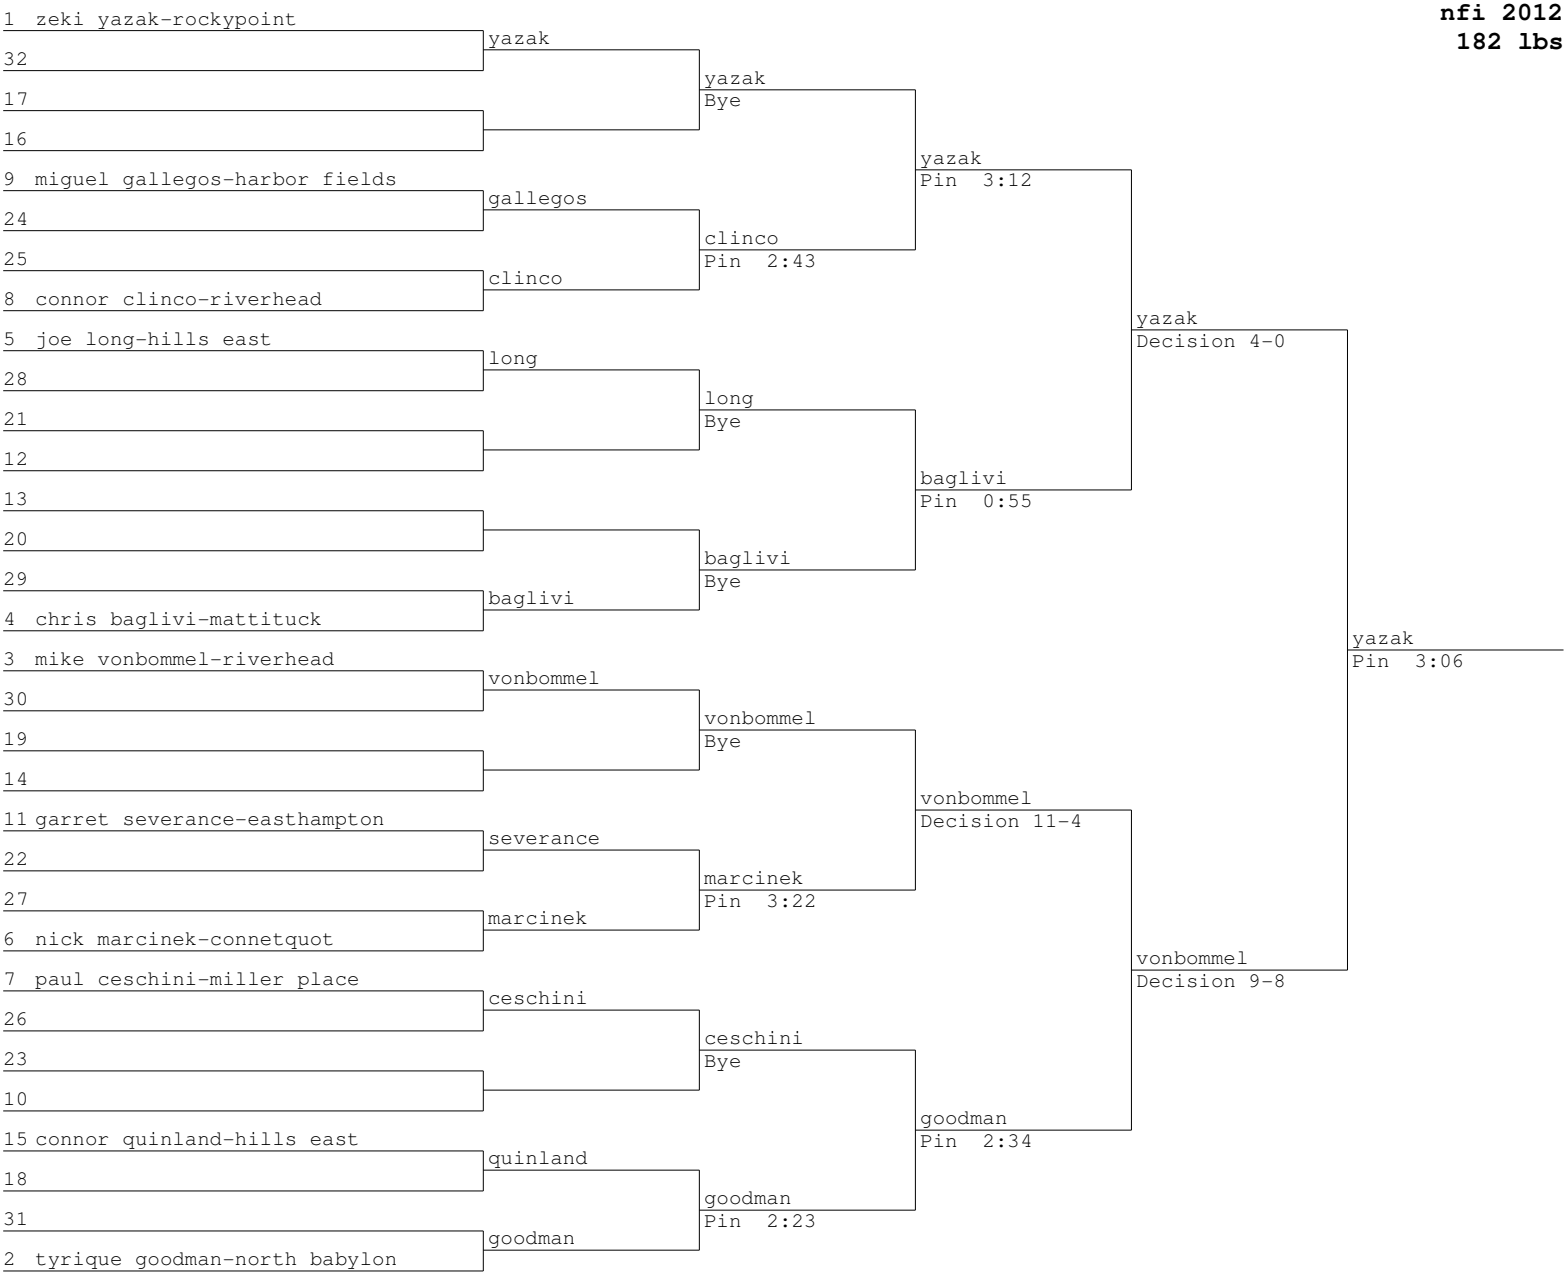 nfi 2012
182 lbs
1 zeki yazak-rockypoint
32
17
16
9 miguel gallegos-harbor fields
24
25
8 connor clinco-riverhead
5 joe long-hills east
28
21
12
13
20
29
4 chris baglivi-mattituck
3 mike vonbommel-riverhead
30
19
14
11 garret severance-easthampton
22
27
6 nick marcinek-connetquot
7 paul ceschini-miller place
26
23
10
15 connor quinland-hills east
18
31
2 tyrique goodman-north babylon
yazak
gallegos
clinco
long
baglivi
vonbommel
severance
marcinek
ceschini
quinland
goodman
yazak
Bye
clinco
Pin 2:43
long
Bye
baglivi
Bye
vonbommel
Bye
marcinek
Pin 3:22
ceschini
Bye
goodman
Pin 2:23
yazak
Pin 3:12
baglivi
Pin 0:55
vonbommel
Decision 11-4
goodman
Pin 2:34
yazak
Decision 4-0
vonbommel
Decision 9-8
yazak
Pin 3:06